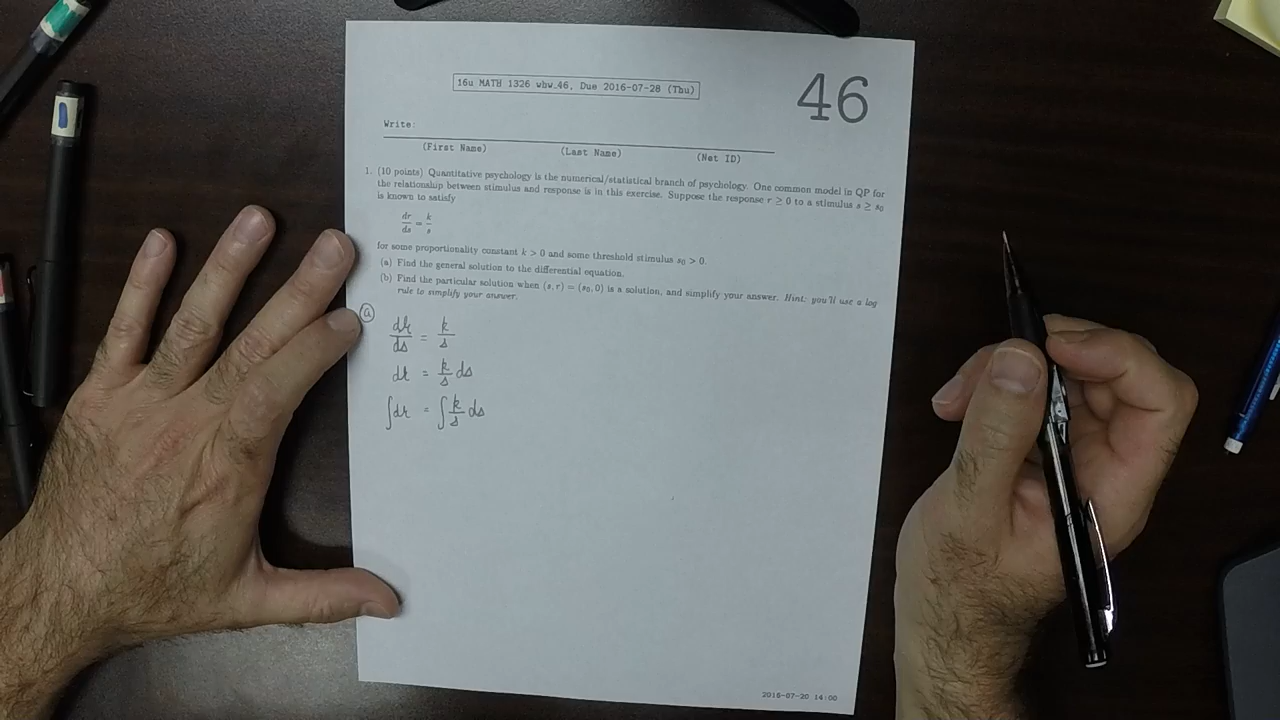 16u MATH 1326 wbw_46, Due 2016-07-28 (Thu)
46
Write:
(First Name) (Last Name) (Net ID)
1. (10 points) Quantitative psychology is the numerical/statistical branch of psychology. One common model in QP for
the relationship between stimulus and response is in this exercise. Suppose the response r ≥ 0 to a stimulus s ≥ s₀
is known to satisfy
dr/ds = k/s
for some proportionality constant k > 0 and some threshold stimulus s₀ > 0.
(a) Find the general solution to the differential equation.
(b) Find the particular solution when (s, r) = (s₀, 0) is a solution, and simplify your answer. Hint: you'll use a log
rule to simplify your answer.
(a)
dr/ds = k/s
dr = k/s ds
∫dr = ∫k/s ds
2016-07-20 14:00